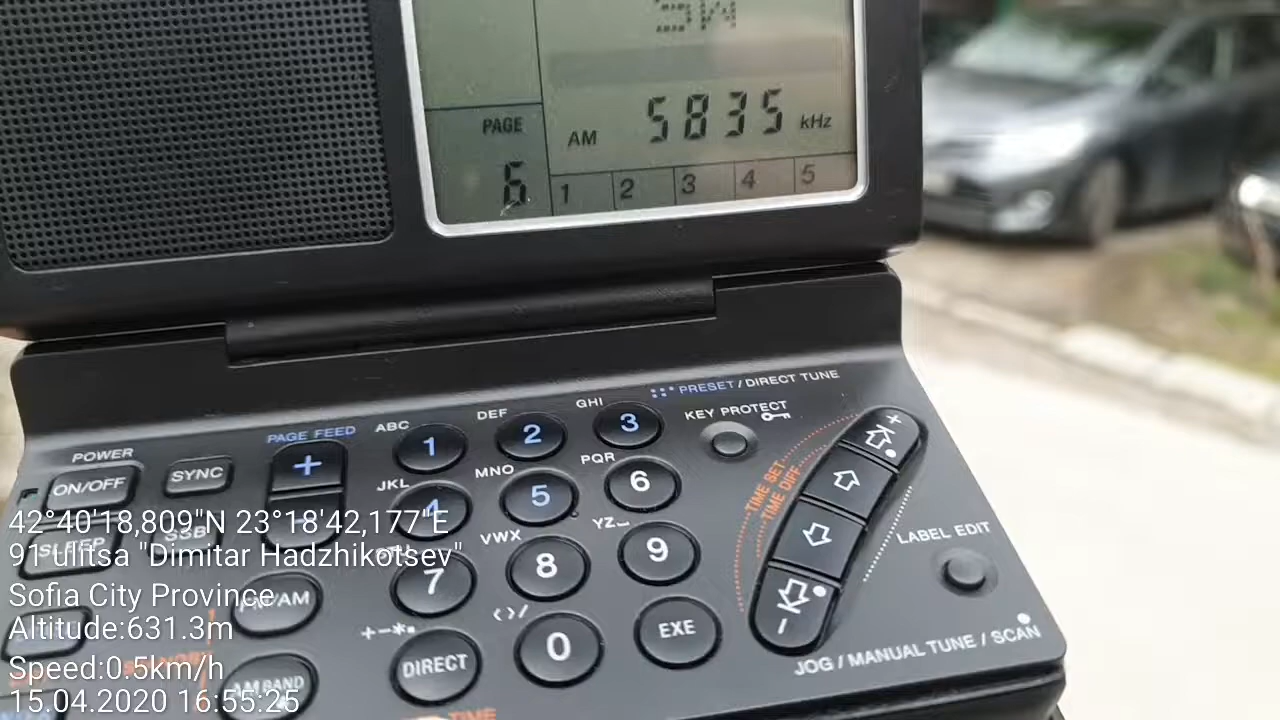 SW
PAGE
AM 5835 kHz
6
1 2 3 4 5
PRESET / DIRECT TUNE
KEY PROTECT
POWER
PAGE FEED
ABC
DEF
GHI
ON/OFF
SYNC
+
1
2
3
JKL
MNO
PQR
4
5
6
SLEEP
SSB
-
VWX
YZ_
7
8
9
TIME SET
TIME DIFF
+
-
LABEL EDIT
+-*•
<>/
DIRECT
0
EXE
AM BAND
JOG / MANUAL TUNE / SCAN
TIME
42°40'18,809"N 23°18'42,177"E
91 ulitsa "Dimitar Hadzhikotsev"
Sofia City Province
Altitude:631.3m
Speed:0.5km/h
15.04.2020 16:55:25